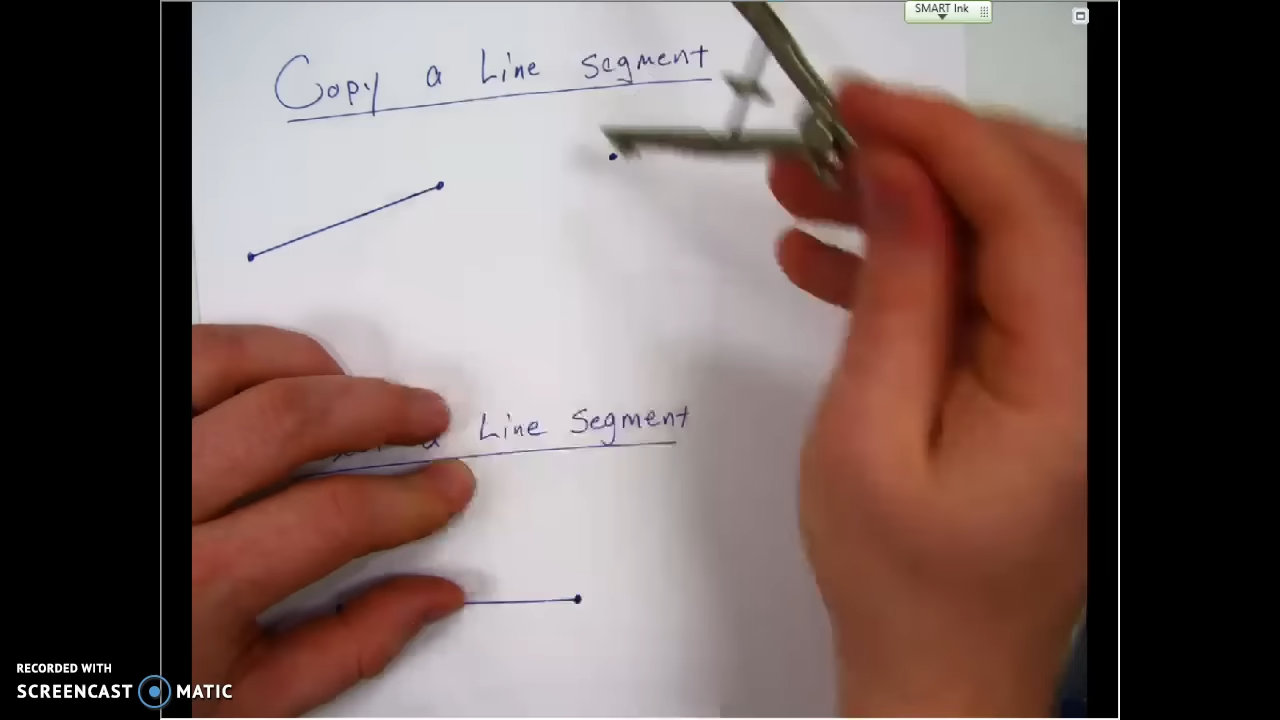 SMART Ink
Copy a Line Segment
a Line Segment
RECORDED WITH
SCREENCAST MATIC